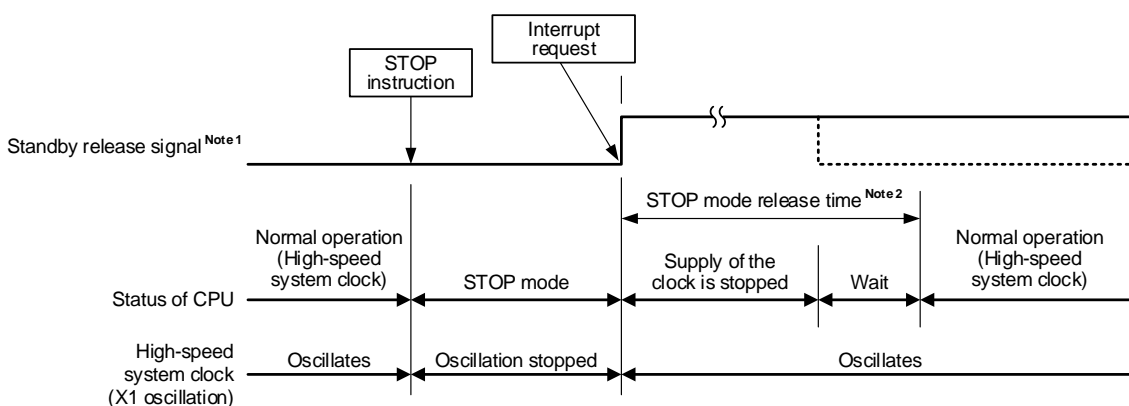 Interrupt
request
STOP
instruction
Standby release signal Note 1
STOP mode release time Note 2
Normal operation
(High-speed
system clock)
Supply of the
clock is stopped
Normal operation
(High-speed
system clock)
Status of CPU
STOP mode
Wait
High-speed
system clock
(X1 oscillation)
Oscillates
Oscillation stopped
Oscillates